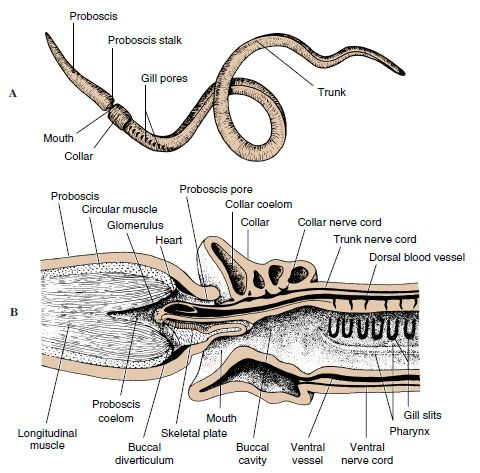 Proboscis
Proboscis stalk
Gill pores
A
Trunk
Mouth
Collar
Proboscis
Circular muscle
Glomerulus
Heart
Proboscis pore
Collar coelom
Collar
Collar nerve cord
Trunk nerve cord
Dorsal blood vessel
B
Proboscis
coelom
Longitudinal
muscle
Buccal
diverticulum
Skeletal plate
Mouth
Buccal
cavity
Ventral
vessel
Ventral
nerve cord
Gill slits
Pharynx